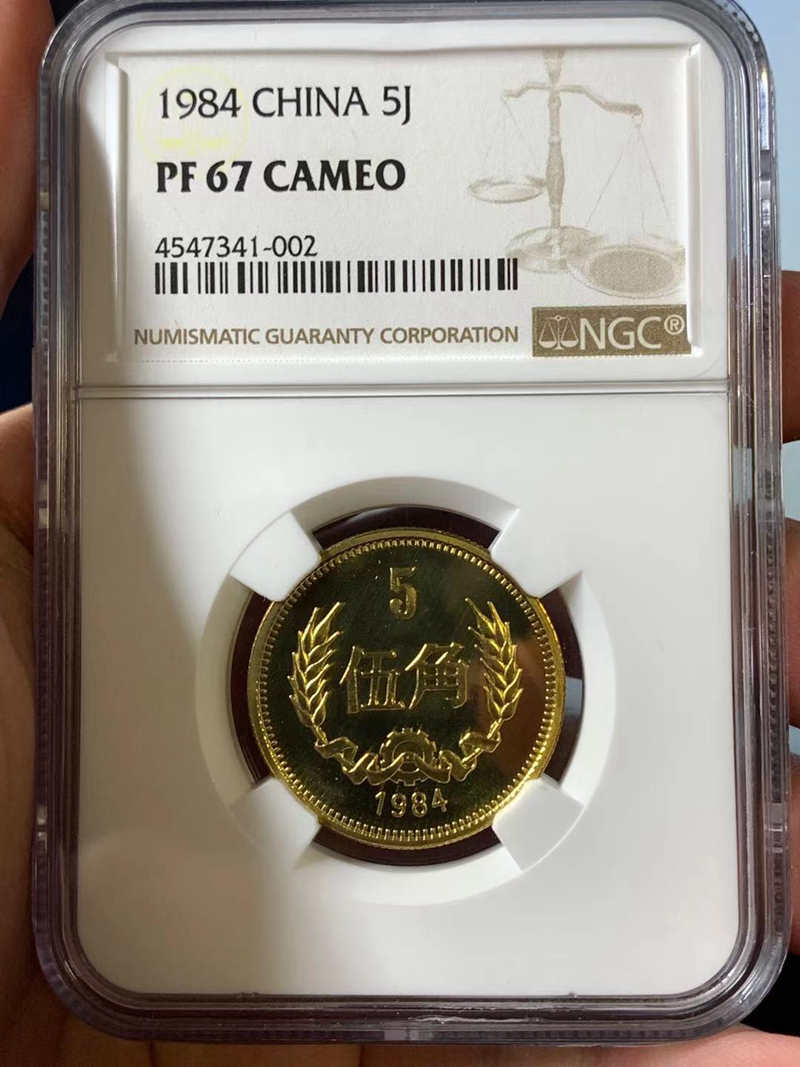 1984 CHINA 5J
PF 67 CAMEO
4547341-002
NUMISMATIC GUARANTY CORPORATION
NGC®
5
伍角
1984